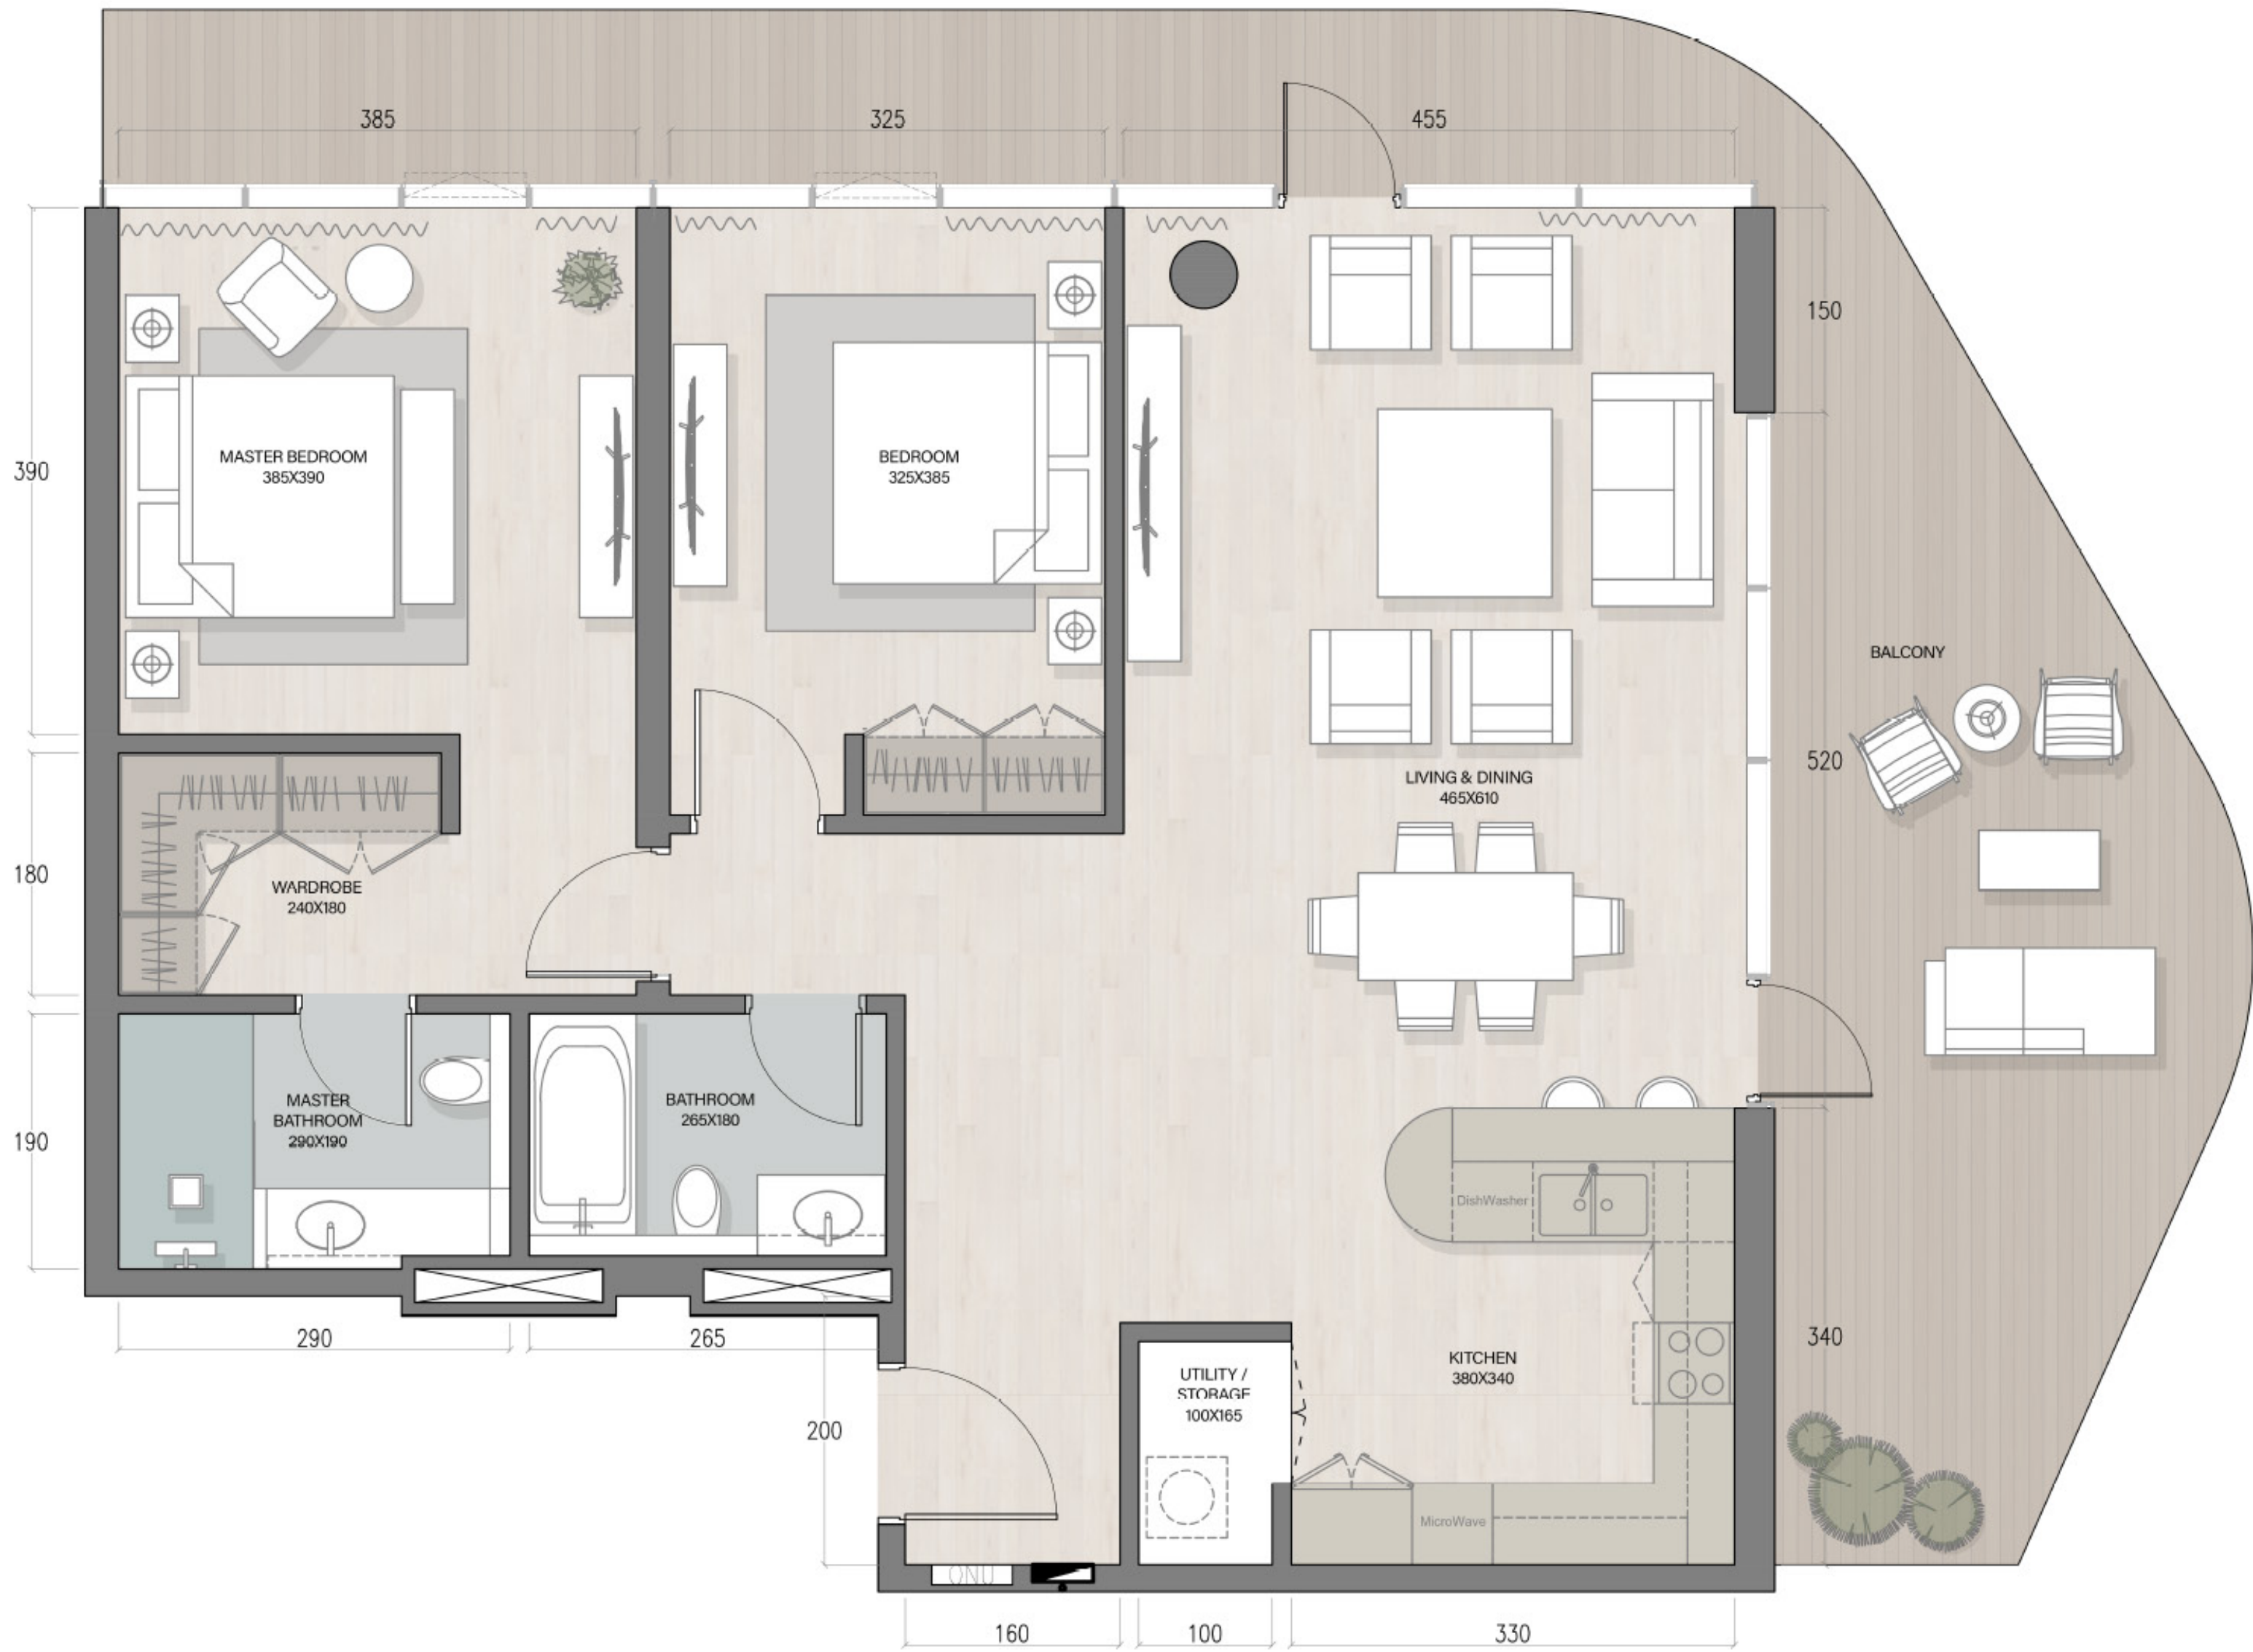 385
325
455
150
390
MASTER BEDROOM
385X390
BEDROOM
325X385
BALCONY
520
LIVING & DINING
465X610
180
WARDROBE
240X180
190
MASTER
BATHROOM
290X190
BATHROOM
265X180
DishWasher
290
265
340
KITCHEN
380X340
UTILITY /
STORAGE
100X165
200
MicroWave
ONU
160
100
330